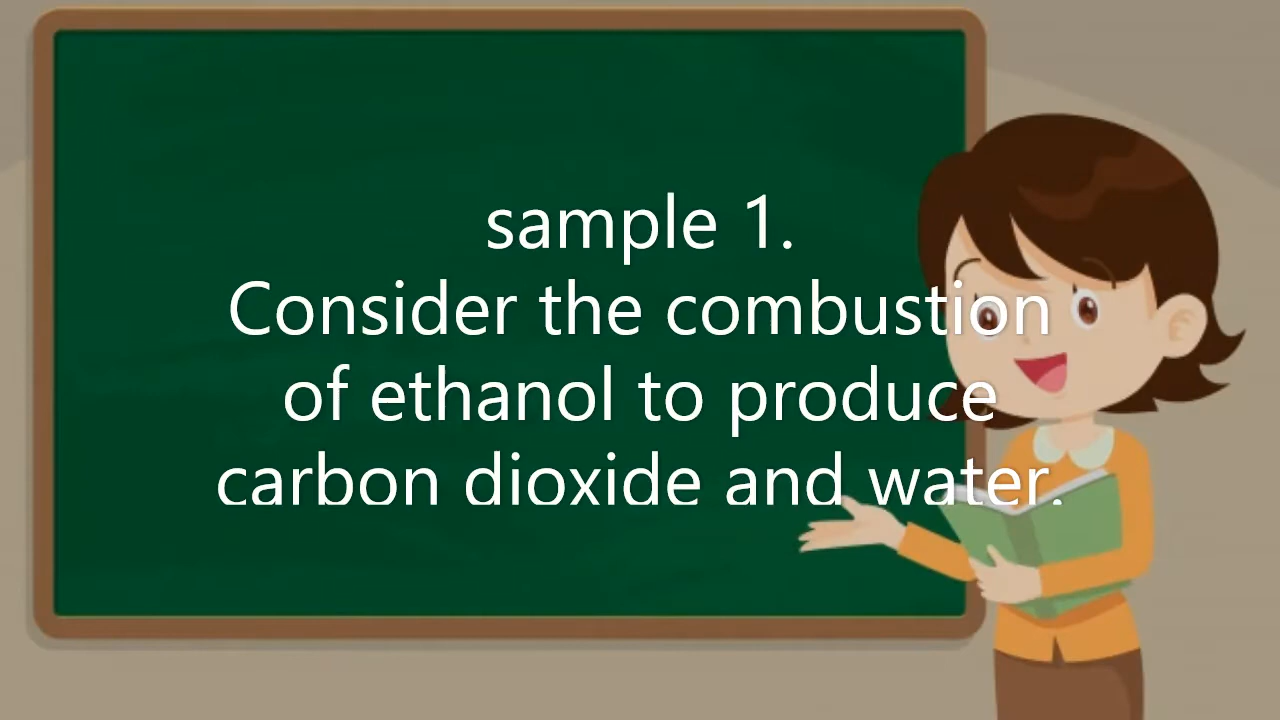 sample 1.
Consider the combustion
of ethanol to produce
carbon dioxide and water.